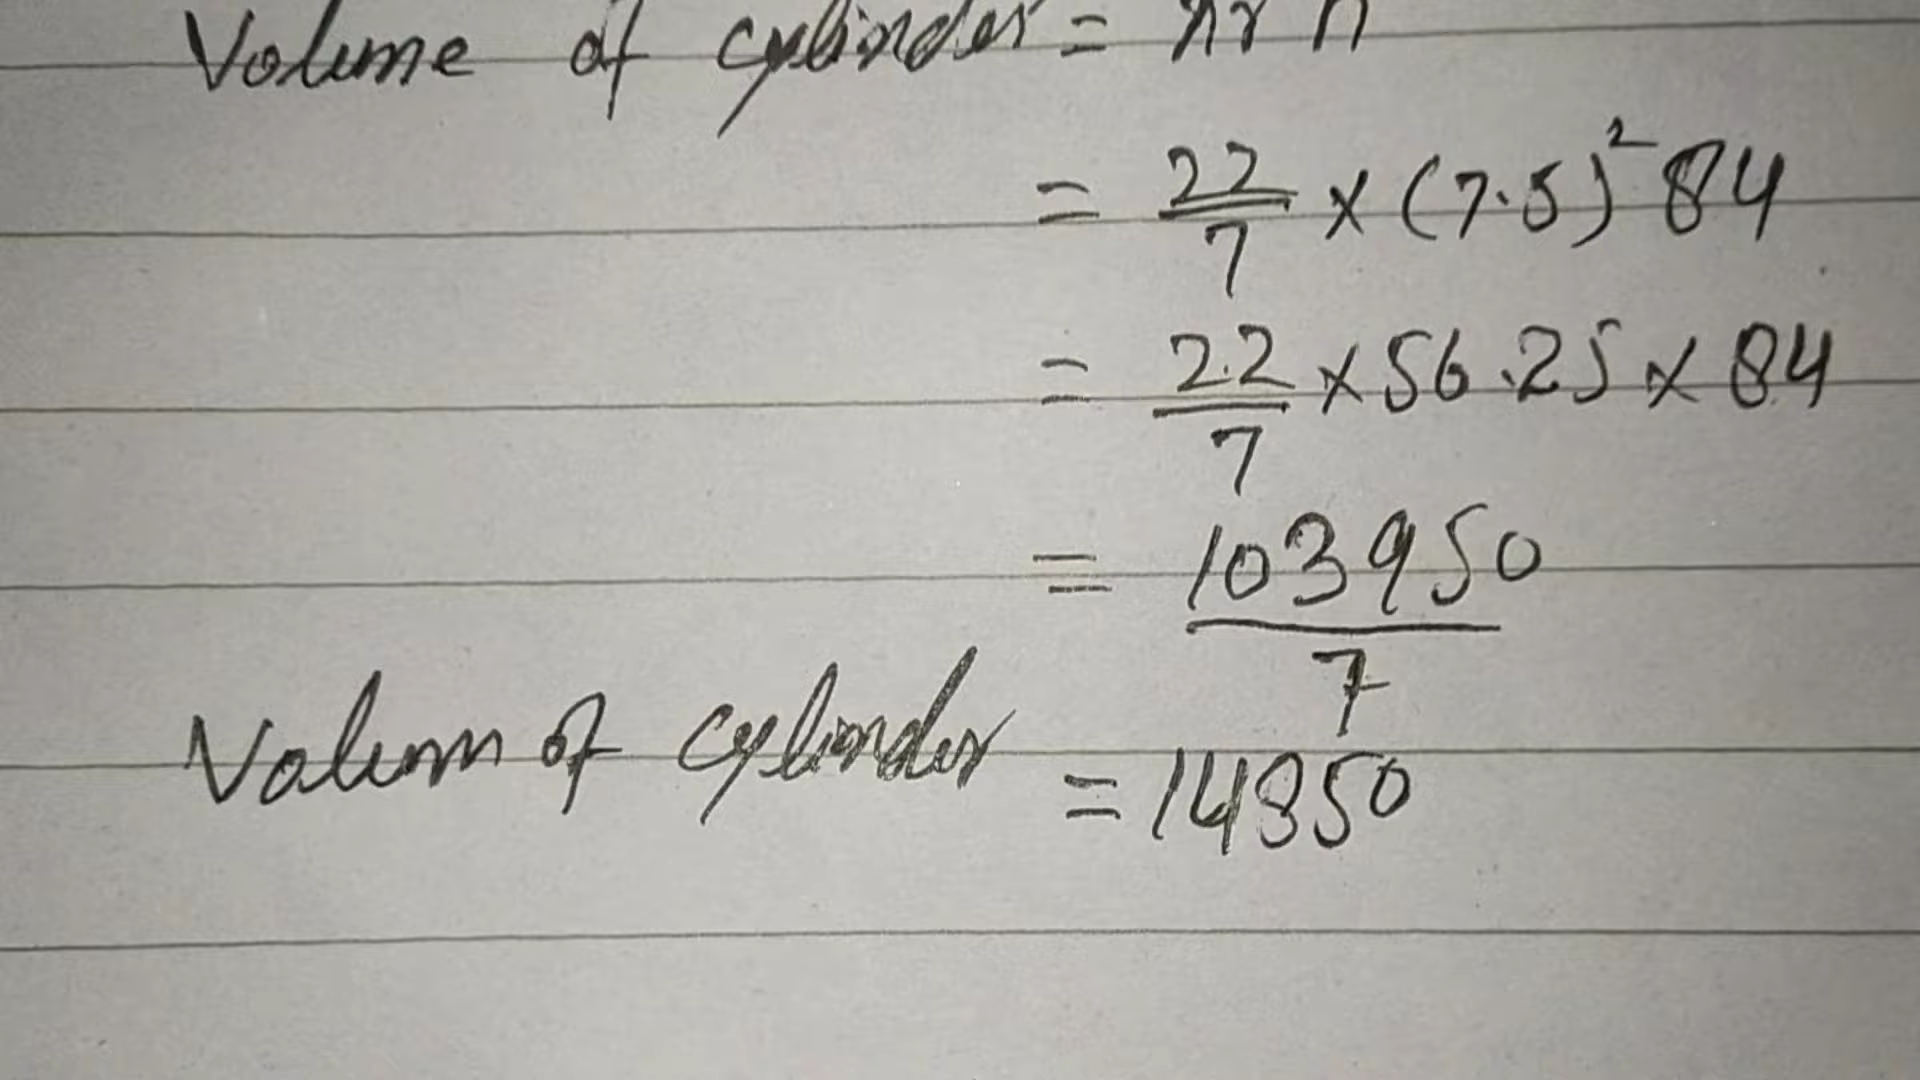 Volume of cylinder = πr h
= 22/7 × (7.5)² 84
= 22/7 × 56.25 × 84
= 103950/7
Volum of cylinder = 14850